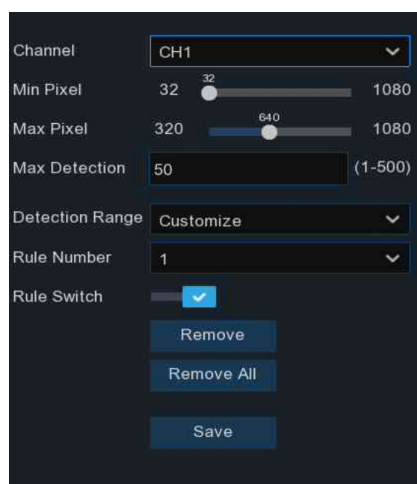 Channel CH1
32
Min Pixel 32 1080
640
Max Pixel 320 1080
Max Detection 50 (1-500)
Detection Range Customize
Rule Number 1
Rule Switch
Remove
Remove All
Save